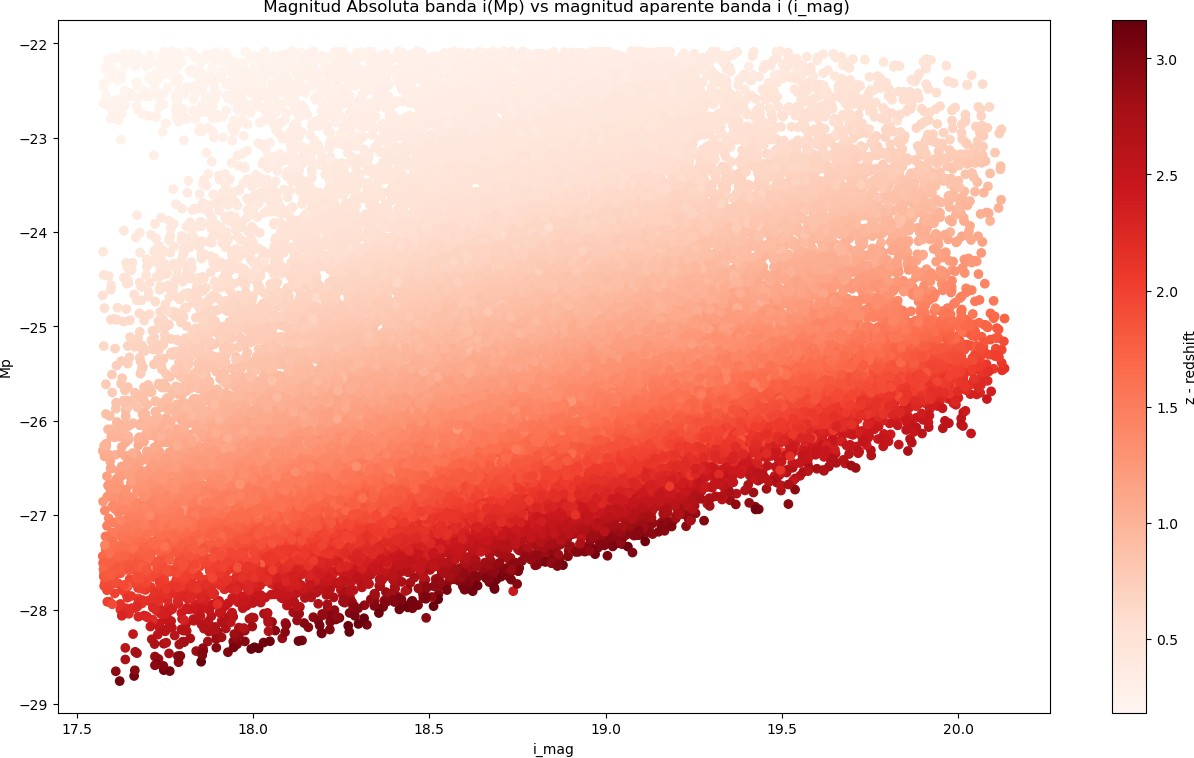 Magnitud Absoluta banda i(Mp) vs magnitud aparente banda i (i_mag)
−22
−23
−24
−25
−26
−27
−28
−29
Mp
17.5 18.0 18.5 19.0 19.5 20.0
i_mag
3.0
2.5
2.0
1.5
1.0
0.5
z - redshift